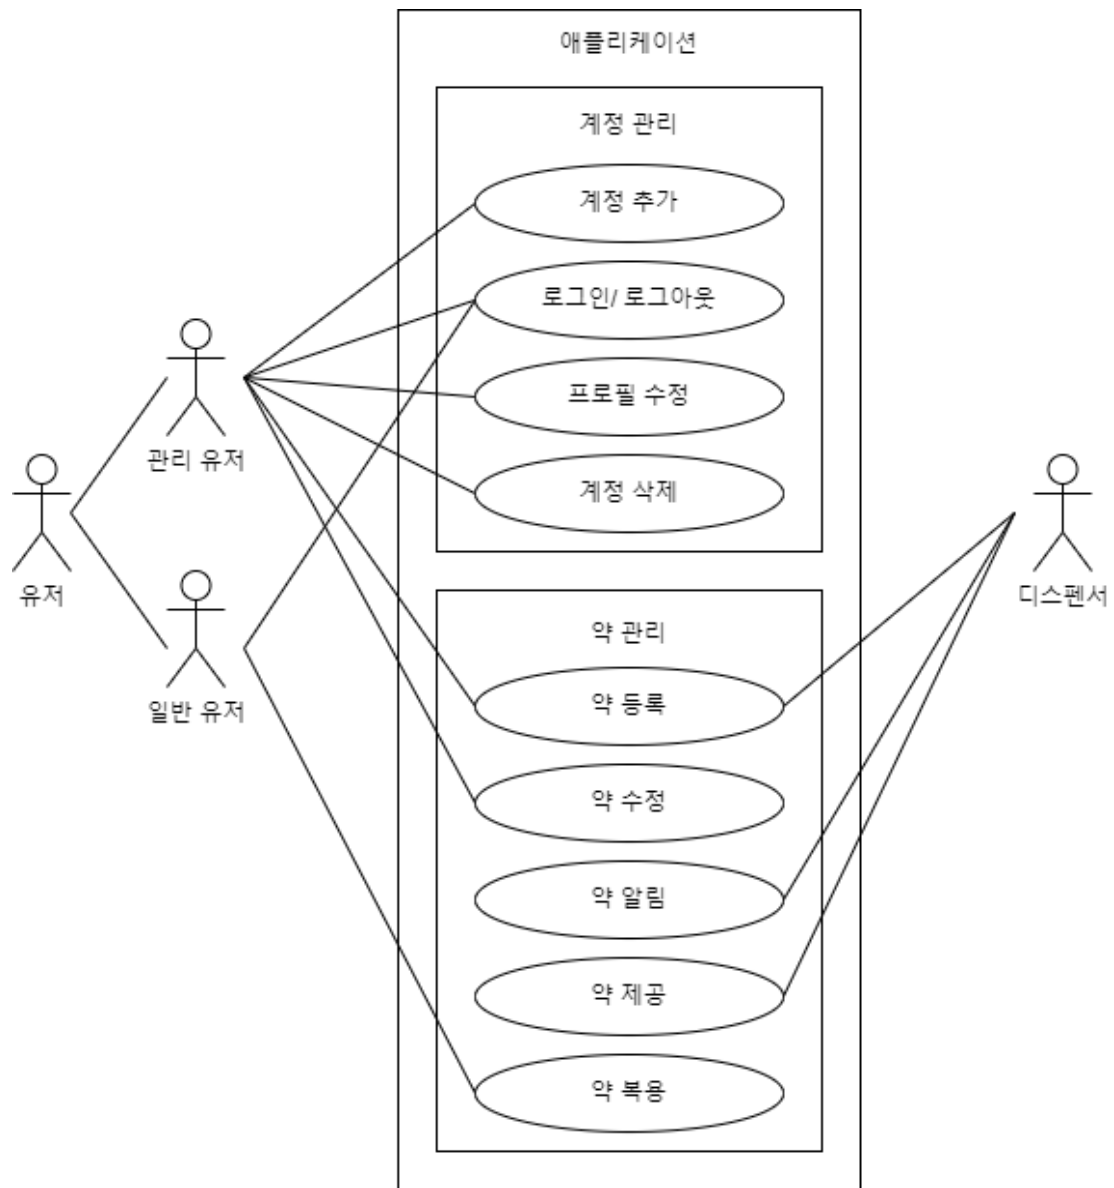 애플리케이션
계정 관리
계정 추가
로그인/ 로그아웃
프로필 수정
계정 삭제
관리 유저
유저
일반 유저
디스펜서
약 관리
약 등록
약 수정
약 알림
약 제공
약 복용